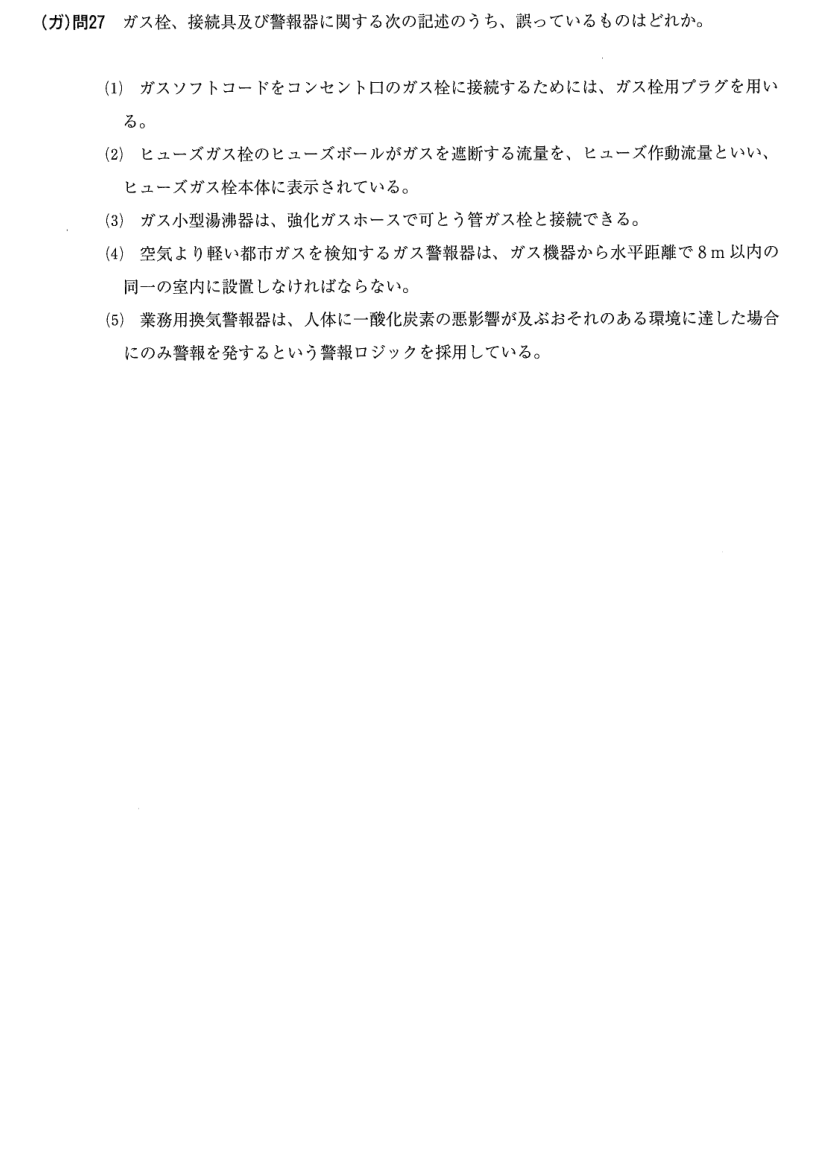 (ガ)問27 ガス栓、接続具及び警報器に関する次の記述のうち、誤っているものはどれか。
(1) ガスソフトコードをコンセント口のガス栓に接続するためには、ガス栓用プラグを用い
る。
(2) ヒューズガス栓のヒューズボールがガスを遮断する流量を、ヒューズ作動流量といい、
ヒューズガス栓本体に表示されている。
(3) ガス小型湯沸器は、強化ガスホースで可とう管ガス栓と接続できる。
(4) 空気より軽い都市ガスを検知するガス警報器は、ガス機器から水平距離で8m以内の
同一の室内に設置しなければならない。
(5) 業務用換気警報器は、人体に一酸化炭素の悪影響が及ぶおそれのある環境に達した場合
にのみ警報を発するという警報ロジックを採用している。